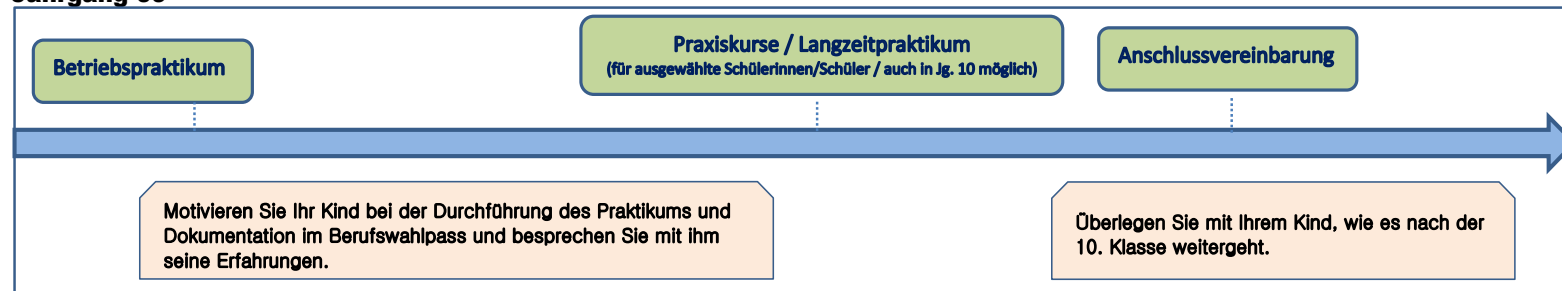 Betriebspraktikum
Praxiskurse / Langzeitpraktikum
(für ausgewählte Schülerinnen/Schüler / auch in Jg. 10 möglich)
Anschlussvereinbarung
Motivieren Sie Ihr Kind bei der Durchführung des Praktikums und
Dokumentation im Berufswahlpass und besprechen Sie mit ihm
seine Erfahrungen.
Überlegen Sie mit Ihrem Kind, wie es nach der
10. Klasse weitergeht.